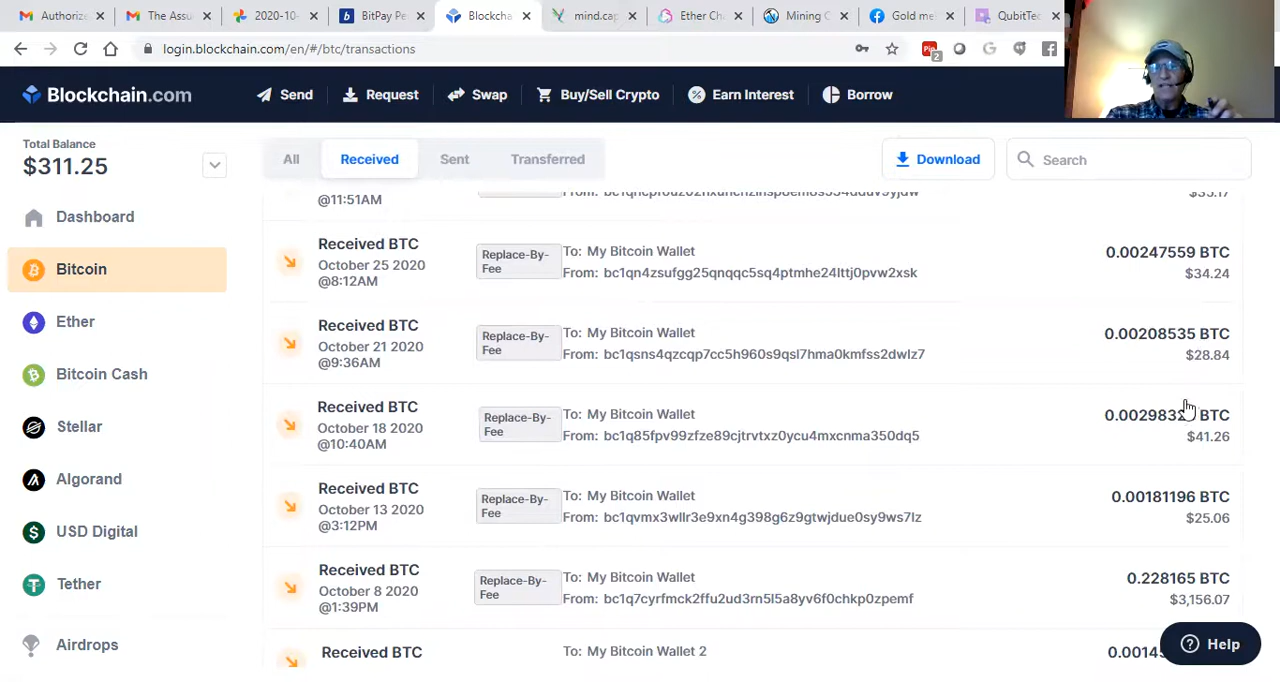 Authorize
The Assu
2020-10-
BitPay Pe
Blockcha
mind.cap
Ether Ch
Mining C
Gold me
QubitTec
login.blockchain.com/en/#/btc/transactions
2
Blockchain.com
Send
Request
Swap
Buy/Sell Crypto
Earn Interest
Borrow
Total Balance
$311.25
All
Received
Sent
Transferred
Download
Search
Dashboard
Bitcoin
Ether
Bitcoin Cash
Stellar
Algorand
USD Digital
Tether
Airdrops
@11:51AM
Received BTC
October 25 2020
@8:12AM
Replace-By-
Fee
To: My Bitcoin Wallet
From: bc1qn4zsufgg25qnqqc5sq4ptmhe24lttj0pvw2xsk
0.00247559 BTC
$34.24
Received BTC
October 21 2020
@9:36AM
Replace-By-
Fee
To: My Bitcoin Wallet
From: bc1qsns4qzcqp7cc5h960s9qsl7hma0kmfss2dwlz7
0.00208535 BTC
$28.84
Received BTC
October 18 2020
@10:40AM
Replace-By-
Fee
To: My Bitcoin Wallet
From: bc1q85fpv99zfze89cjtrvtxz0ycu4mxcnma350dq5
BTC
$41.26
Received BTC
October 13 2020
@3:12PM
Replace-By-
Fee
To: My Bitcoin Wallet
From: bc1qvmx3wllr3e9xn4g398g6z9gtwjdue0sy9ws7lz
0.00181196 BTC
$25.06
Received BTC
October 8 2020
@1:39PM
Replace-By-
Fee
To: My Bitcoin Wallet
From: bc1q7cyrfmck2ffu2ud3rn5l5a8yv6f0chkp0zpemf
0.228165 BTC
$3,156.07
Received BTC
To: My Bitcoin Wallet 2
Help